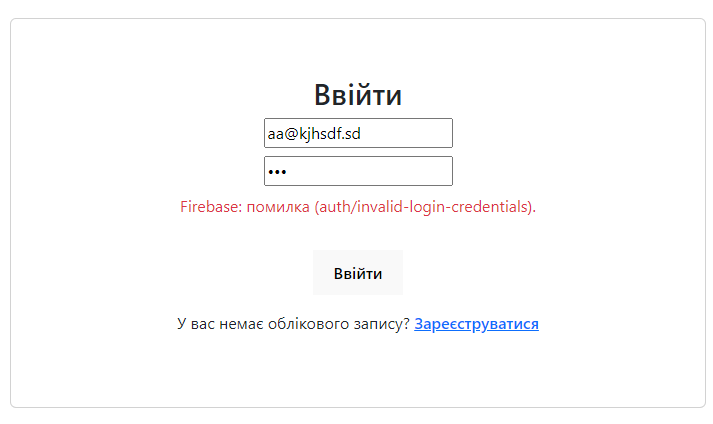 Ввійти
aa@kjhsdf.sd
•••
Firebase: помилка (auth/invalid-login-credentials).
Ввійти
У вас немає облікового запису? Зареєструватися